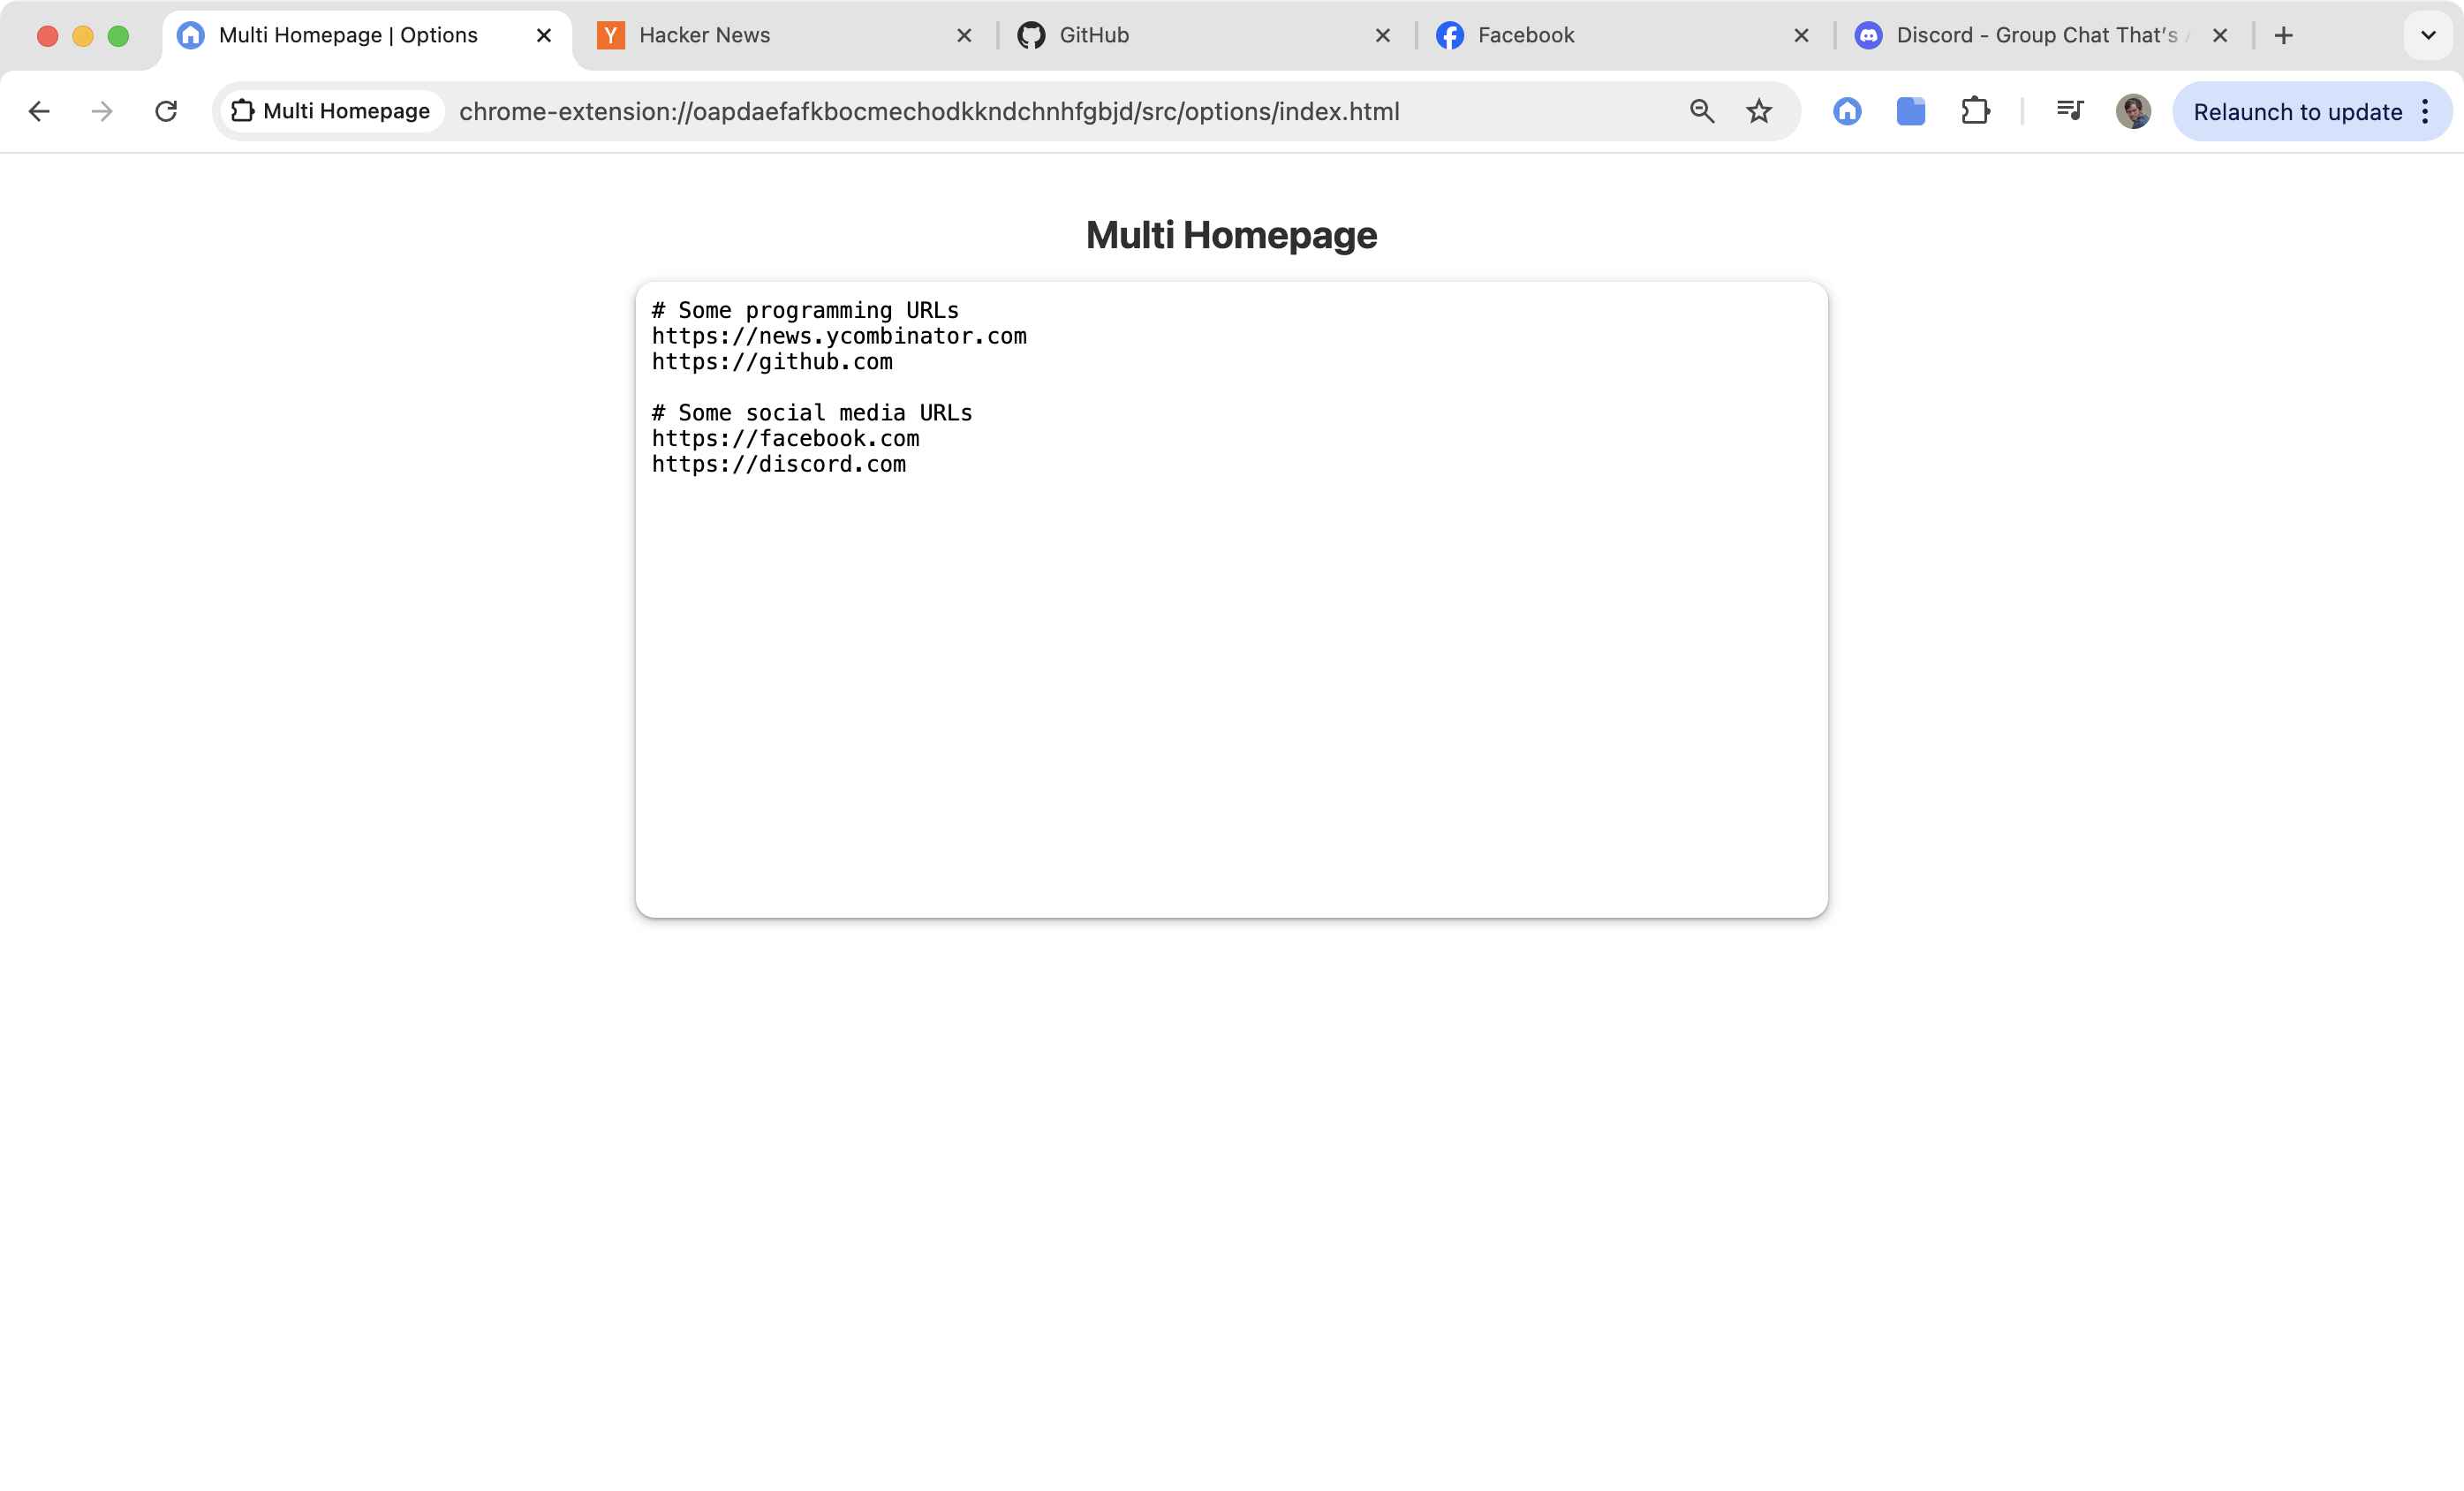 Multi Homepage | Options
Hacker News
GitHub
Facebook
Discord - Group Chat That's
Multi Homepage
chrome-extension://oapdaefafkbocmechodkkndchnhfgbjd/src/options/index.html
Relaunch to update
Multi Homepage
# Some programming URLs
https://news.ycombinator.com
https://github.com
# Some social media URLs
https://facebook.com
https://discord.com